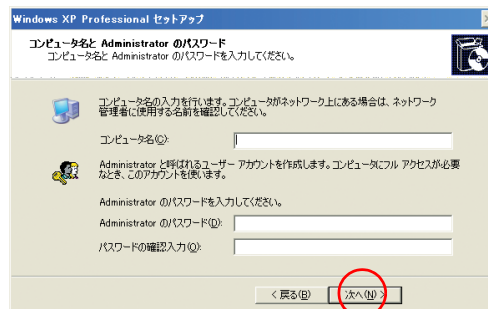 Windows XP Professional セットアップ
コンピュータ名と Administrator のパスワード
コンピュータ名と Administrator のパスワードを入力してください。
コンピュータ名の入力を行います。コンピュータがネットワーク上にある場合は、ネットワーク
管理者に使用する名前を確認してください。
コンピュータ名(C):
Administrator と呼ばれるユーザー アカウントを作成します。コンピュータにフル アクセスが必要
なとき、このアカウントを使います。
Administrator のパスワードを入力してください。
Administrator のパスワード(D):
パスワードの確認入力(O):
< 戻る(B)
次へ(N) >